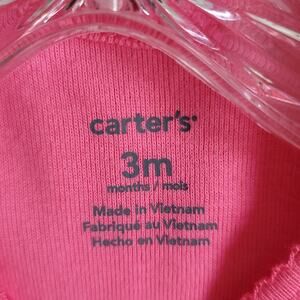 carter's
3m
months / mois
Made in Vietnam
Fabriqué au Vietnam
Hecho en Vietnam